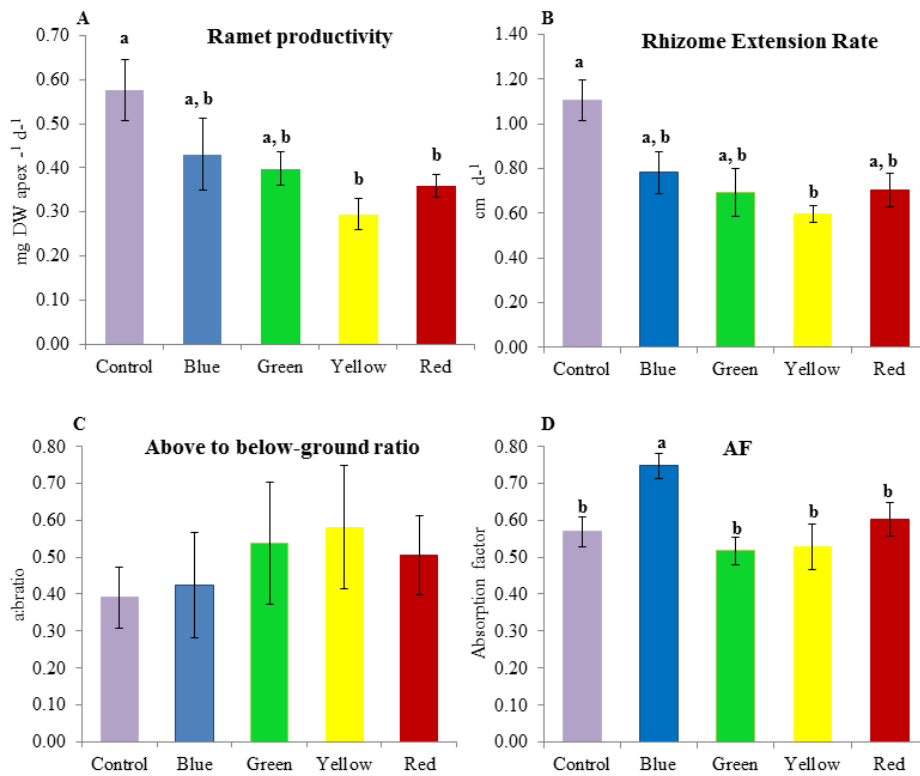 A
Ramet productivity
mg DW apex -¹ d-¹
0.70
0.60
0.50
0.40
0.30
0.20
0.10
0.00
a
a, b
a, b
b
b
Control Blue Green Yellow Red
B
Rhizome Extension Rate
cm d-¹
1.40
1.20
1.00
0.80
0.60
0.40
0.20
0.00
a
a, b
a, b
b
a, b
Control Blue Green Yellow Red
C
Above to below-ground ratio
a:bratio
0.80
0.70
0.60
0.50
0.40
0.30
0.20
0.10
0.00
Control Blue Green Yellow Red
D
AF
Absorption factor
0.80
0.70
0.60
0.50
0.40
0.30
0.20
0.10
0.00
b
a
b
b
b
Control Blue Green Yellow Red